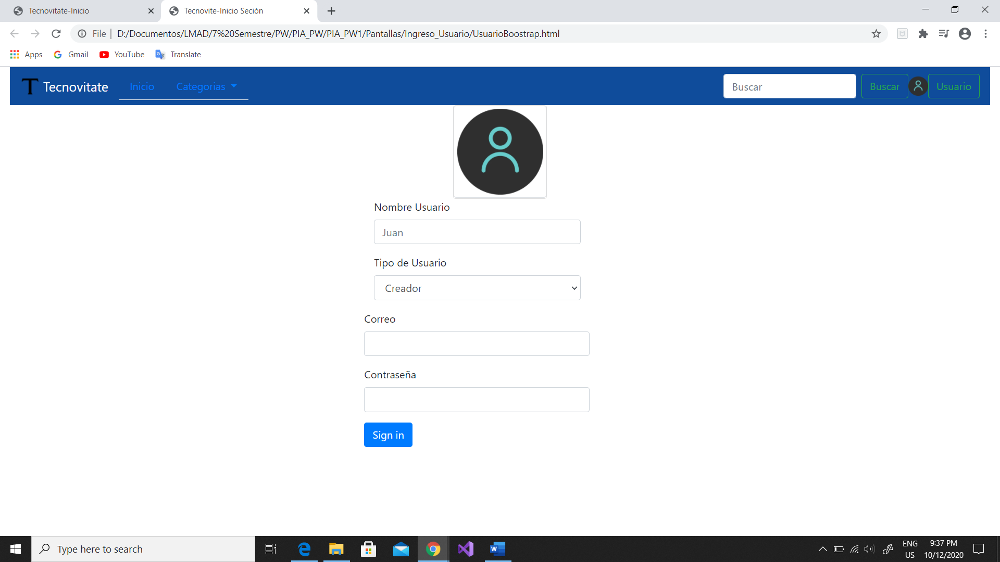 Tecnovitate-Inicio
Tecnovite-Inicio Seción
File
D:/Documentos/LMAD/7%20Semestre/PW/PIA_PW/PIA_PW1/Pantallas/Ingreso_Usuario/UsuarioBoostrap.html
Apps
Gmail
YouTube
Translate
T Tecnovitate
Inicio
Categorias
Buscar
Buscar
Usuario
Nombre Usuario
Juan
Tipo de Usuario
Creador
Correo
Contraseña
Sign in
Type here to search
ENG
US
9:37 PM
10/12/2020